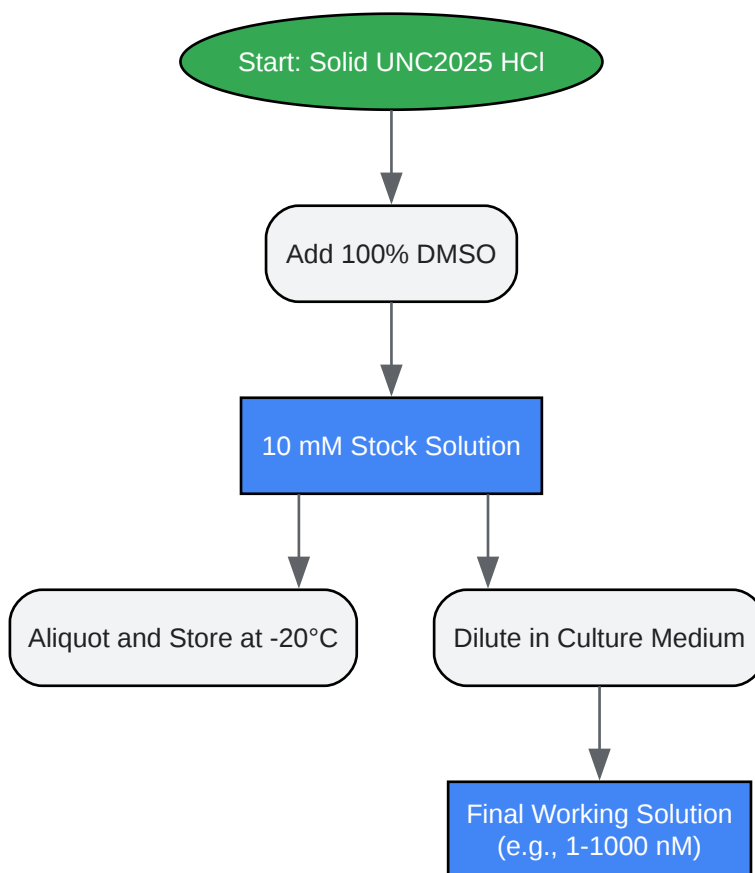 Start: Solid UNC2025 HCl
Add 100% DMSO
10 mM Stock Solution
Aliquot and Store at -20°C
Dilute in Culture Medium
Final Working Solution
(e.g., 1-1000 nM)